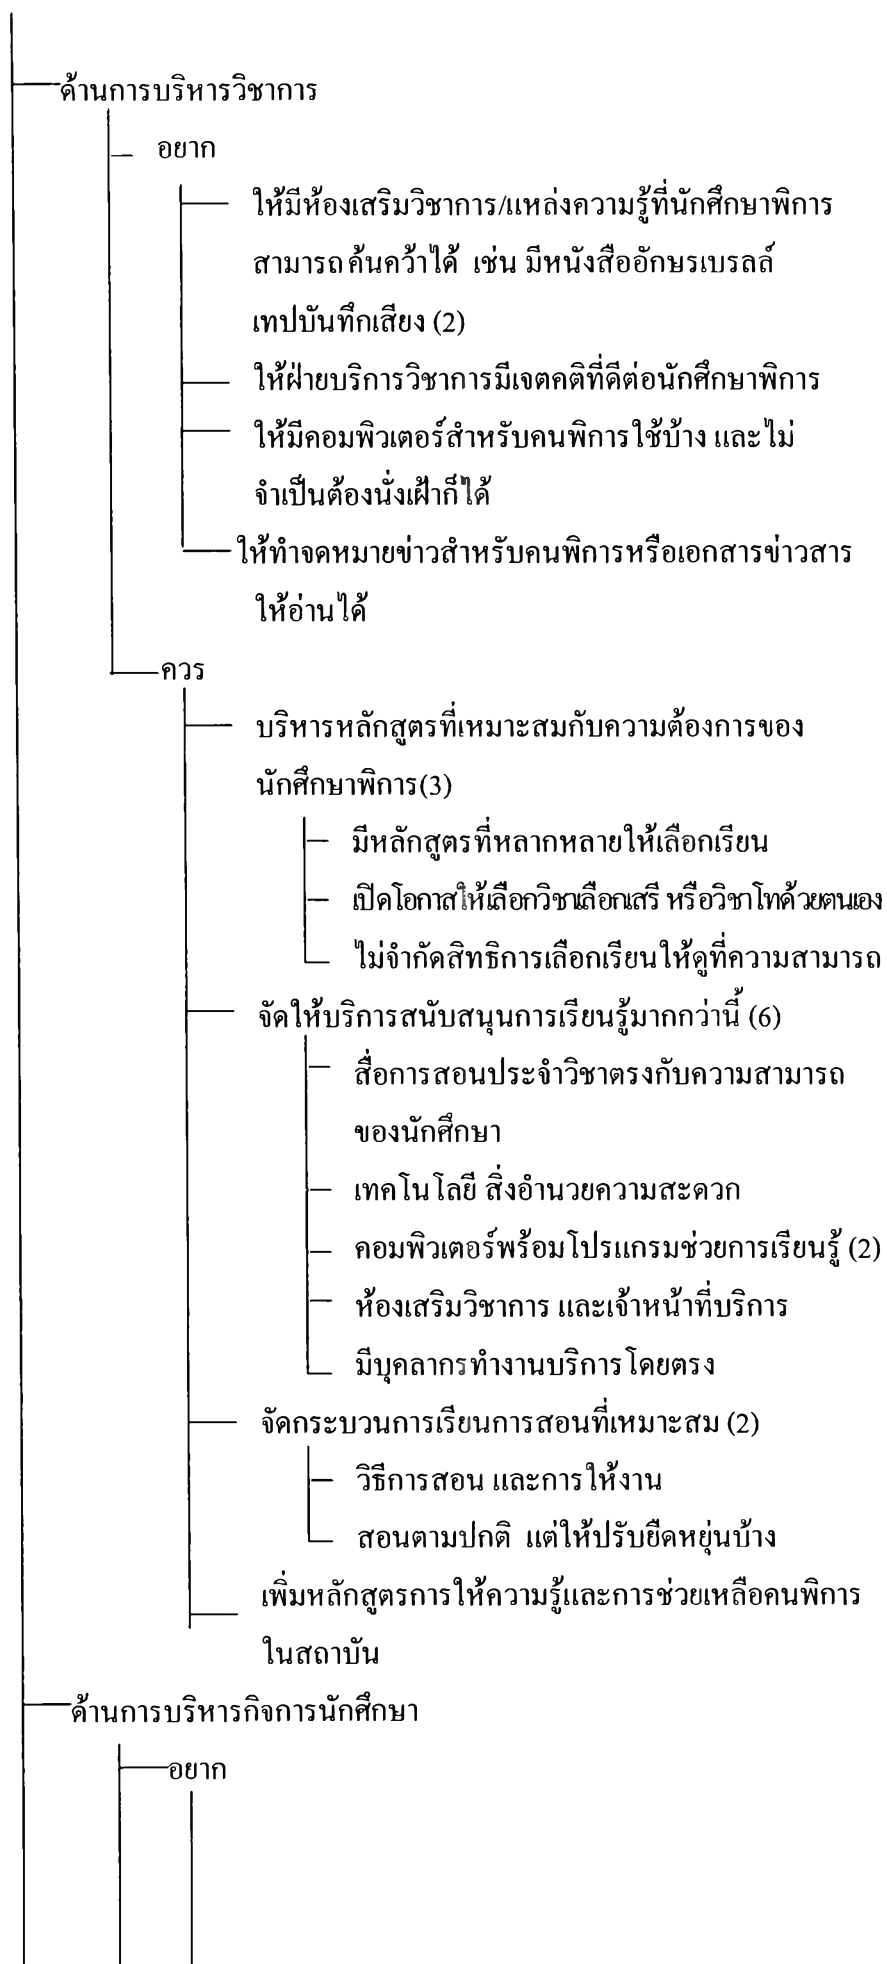 ด้านการบริหารวิชาการ
อยาก
ให้มีห้องเสริมวิชาการ/แหล่งความรู้ที่นักศึกษาพิการ
สามารถค้นคว้าได้ เช่น มีหนังสืออักษรเบรลล์
เทปบันทึกเสียง (2)
ให้ฝ่ายบริการวิชาการมีเจตคติที่ดีต่อนักศึกษาพิการ
ให้มีคอมพิวเตอร์สำหรับคนพิการใช้บ้าง และไม่
จำเป็นต้องนั่งเฝ้าก็ได้
ให้ทำจดหมายข่าวสำหรับคนพิการหรือเอกสารข่าวสาร
ให้อ่านได้
ควร
บริหารหลักสูตรที่เหมาะสมกับความต้องการของ
นักศึกษาพิการ(3)
มีหลักสูตรที่หลากหลายให้เลือกเรียน
เปิดโอกาสให้เลือกวิชาเลือกเสรี หรือวิชาโทด้วยตนเอง
ไม่จำกัดสิทธิการเลือกเรียนให้ดูที่ความสามารถ
จัดให้บริการสนับสนุนการเรียนรู้มากกว่านี้ (6)
สื่อการสอนประจำวิชาตรงกับความสามารถ
ของนักศึกษา
เทคโนโลยี สิ่งอำนวยความสะดวก
คอมพิวเตอร์พร้อมโปรแกรมช่วยการเรียนรู้ (2)
ห้องเสริมวิชาการ และเจ้าหน้าที่บริการ
มีบุคลากรทำงานบริการโดยตรง
จัดกระบวนการเรียนการสอนที่เหมาะสม (2)
วิธีการสอน และการให้งาน
สอนตามปกติ แต่ให้ปรับยืดหยุ่นบ้าง
เพิ่มหลักสูตรการให้ความรู้และการช่วยเหลือคนพิการ
ในสถาบัน
ด้านการบริหารกิจการนักศึกษา
อยาก